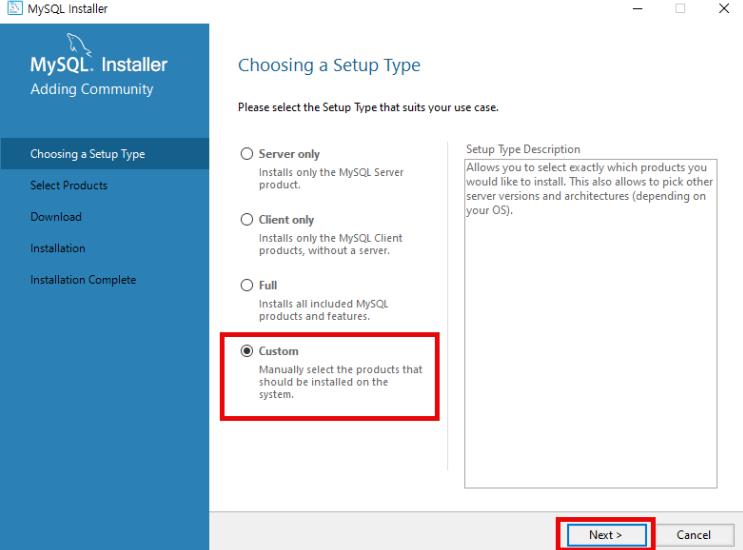 MySQL Installer
MySQL. Installer
Adding Community
Choosing a Setup Type
Select Products
Download
Installation
Installation Complete
Choosing a Setup Type
Please select the Setup Type that suits your use case.
Server only
Installs only the MySQL Server
product.
Client only
Installs only the MySQL Client
products, without a server.
Full
Installs all included MySQL
products and features.
Custom
Manually select the products that
should be installed on the
system.
Setup Type Description
Allows you to select exactly which products you
would like to install. This also allows to pick other
server versions and architectures (depending on
your OS).
Next >
Cancel